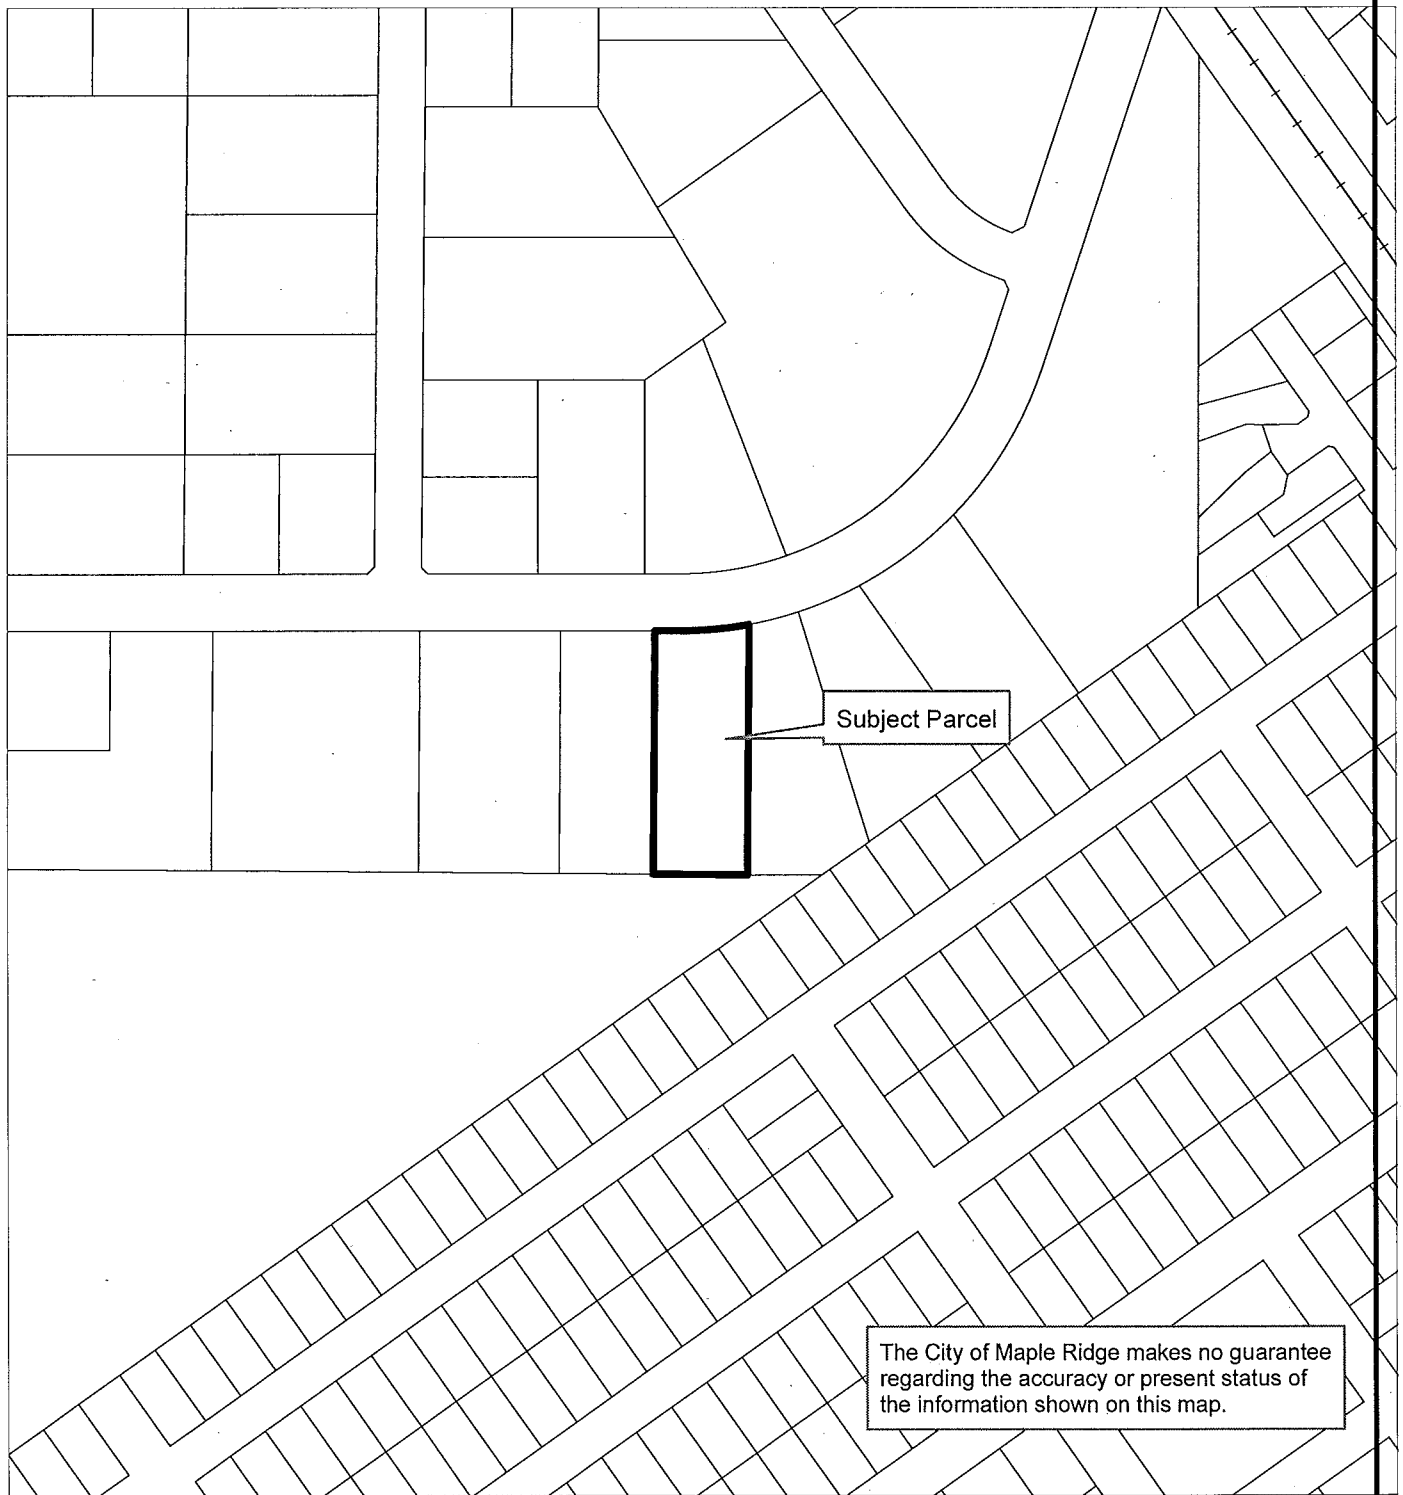 Subject Parcel
The City of Maple Ridge makes no guarantee
regarding the accuracy or present status of
the information shown on this map.